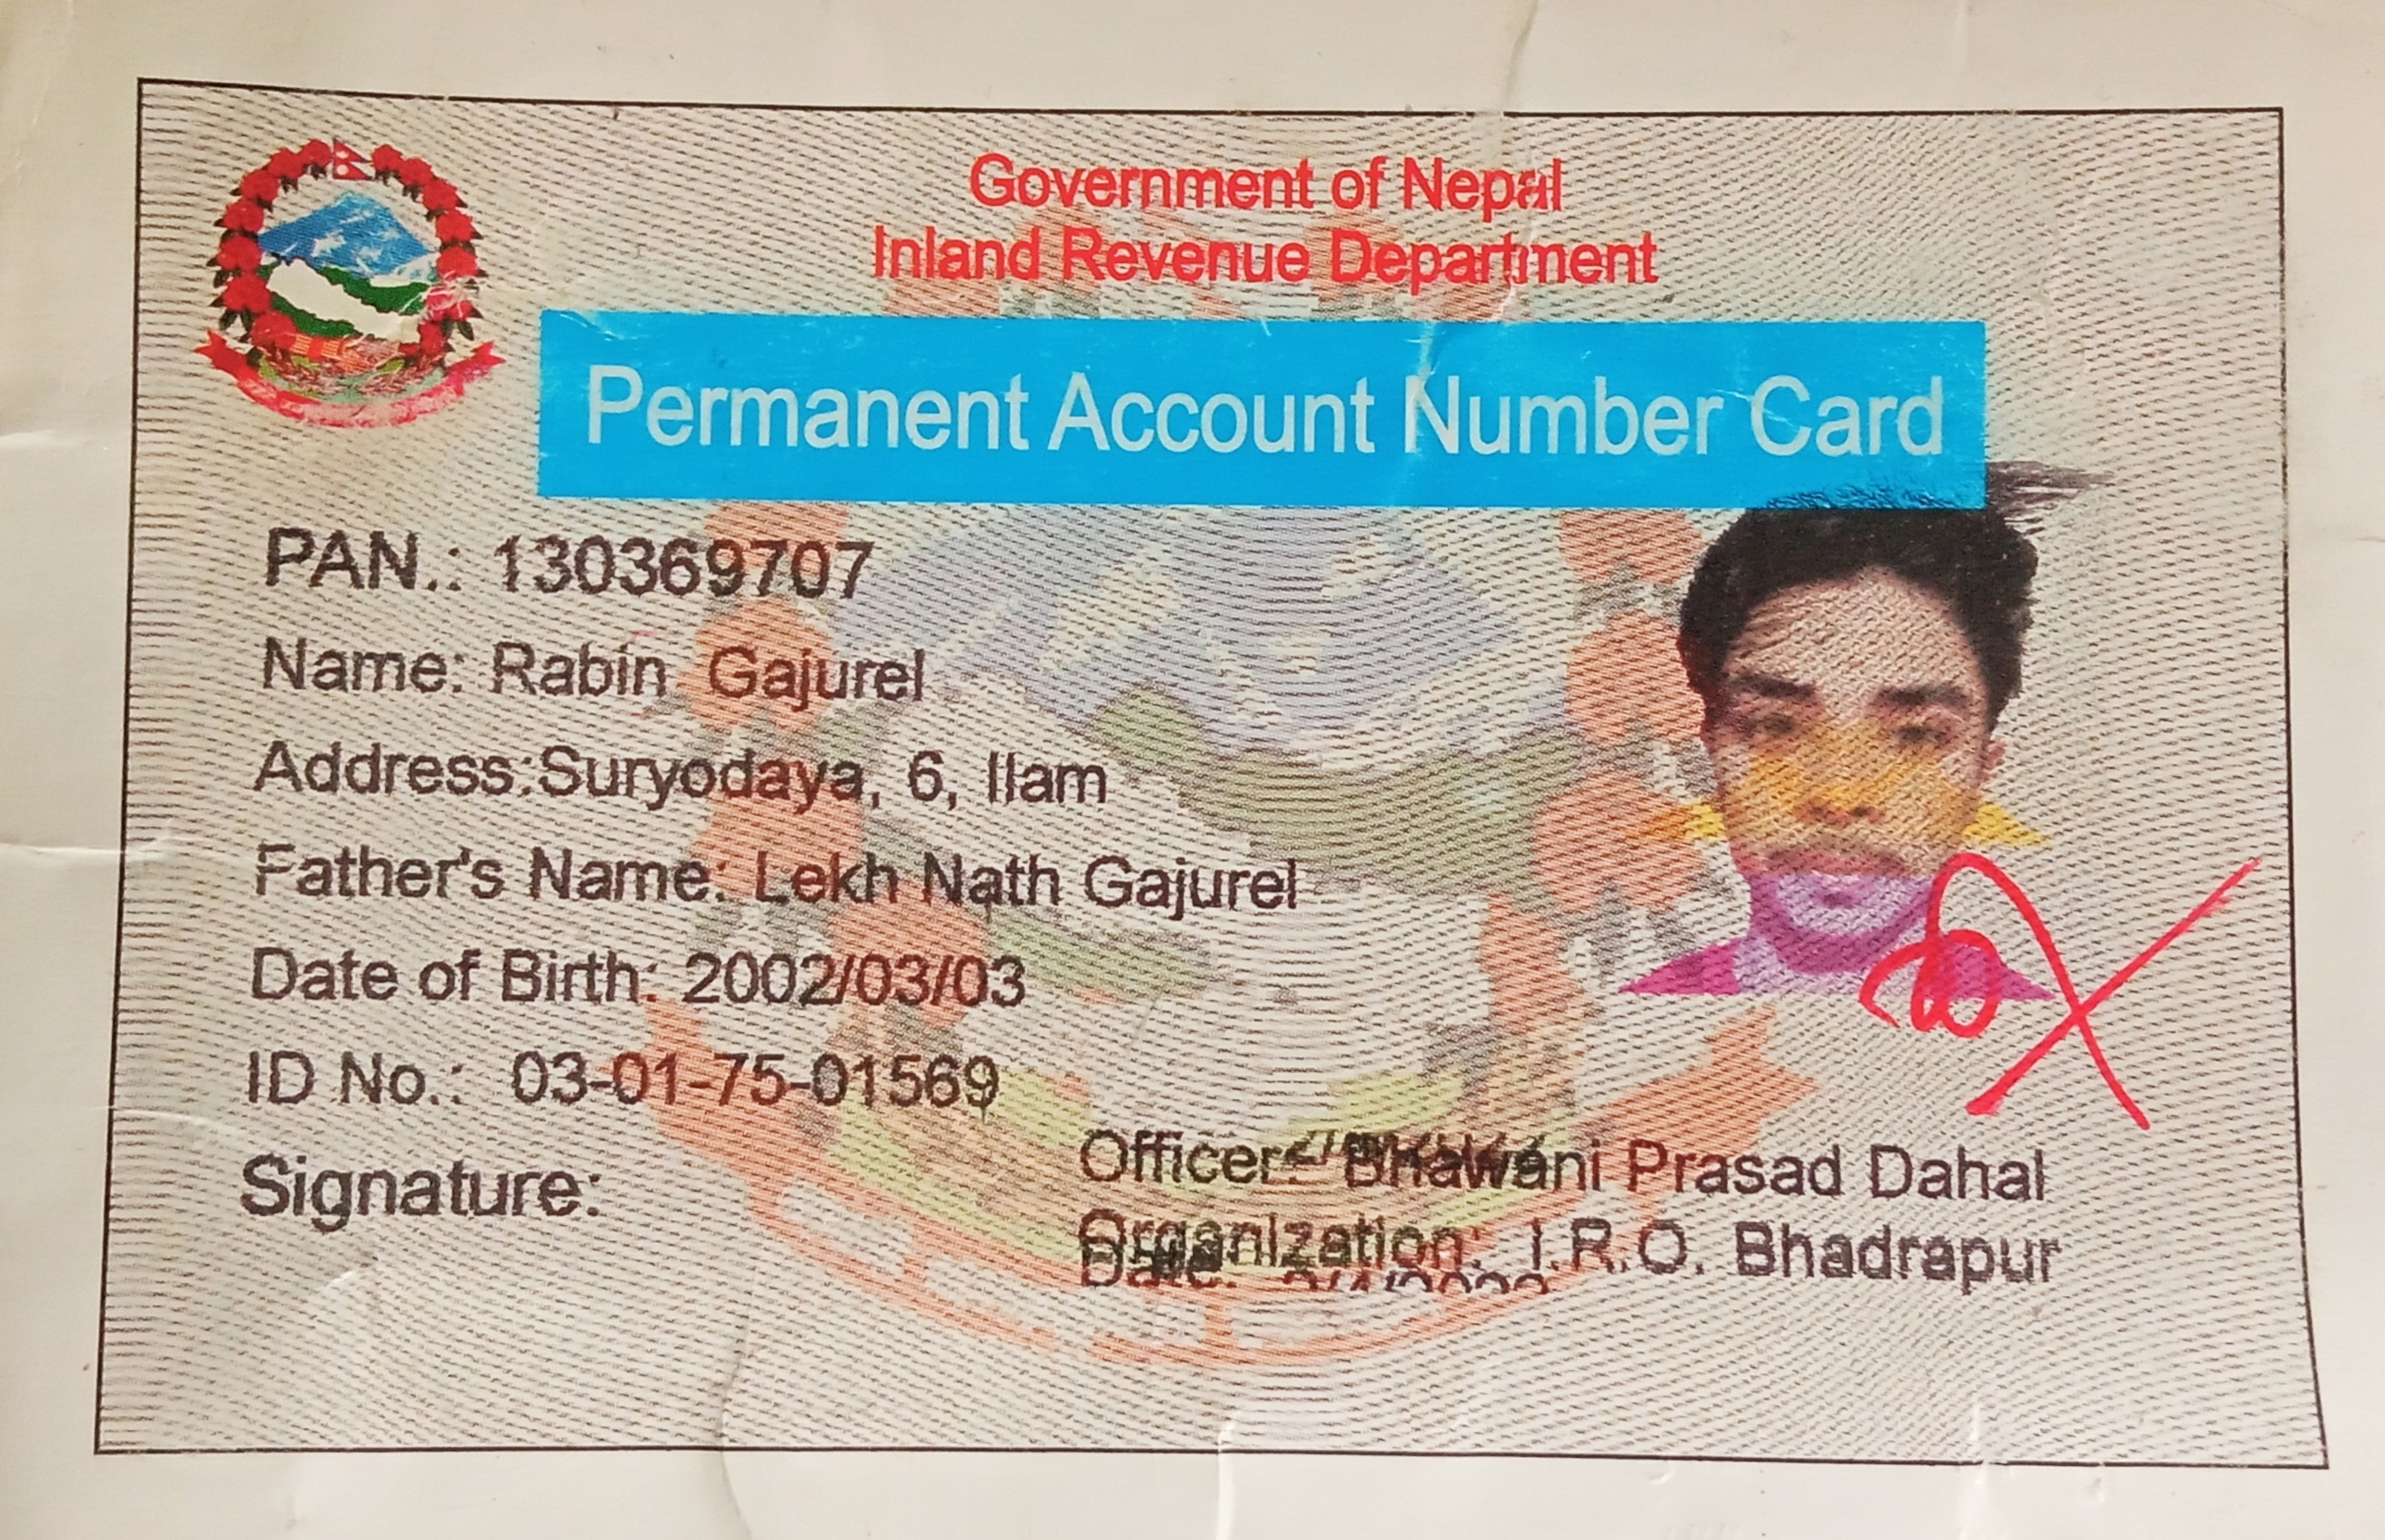 Government of Nepal
Inland Revenue Department
Permanent Account Number Card
PAN.: 130369707
Name: Rabin Gajurel
Address:Suryodaya, 6, Ilam
Father's Name: Lekh Nath Gajurel
Date of Birth: 2002/03/03
ID No.: 03-01-75-01569
Signature:
Officer: Bhawani Prasad Dahal
Organization: I.R.O. Bhadrapur
Date: